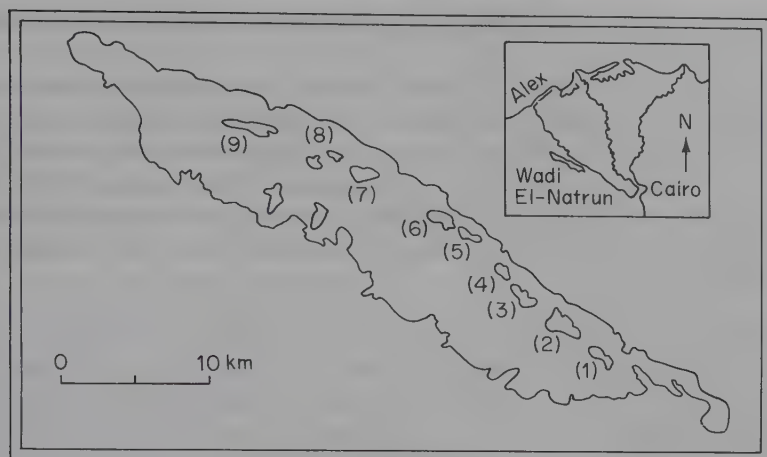 Alex
N
Wadi
El-Natrun
Cairo
(9)
(8)
(7)
(6)
(5)
(4)
(3)
(2)
(1)
0
10 km